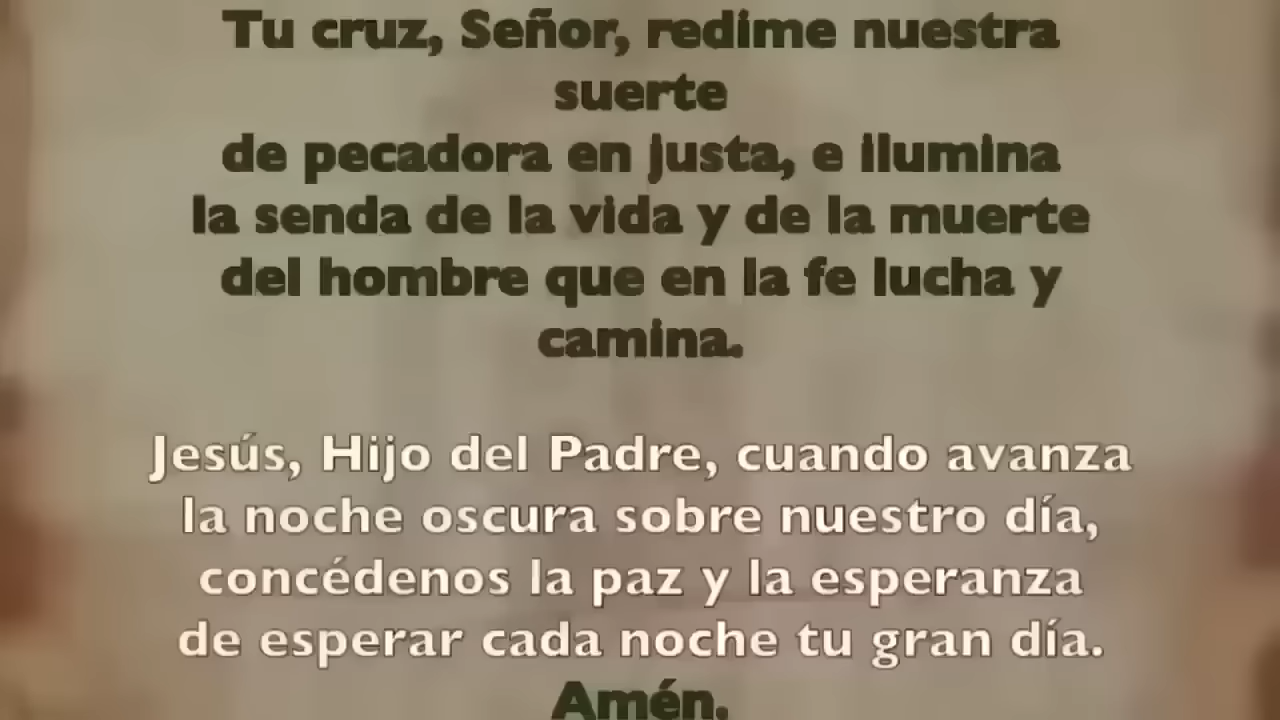 Tu cruz, Señor, redime nuestra
suerte
de pecadora en justa, e ilumina
la senda de la vida y de la muerte
del hombre que en la fe lucha y
camina.
Jesús, Hijo del Padre, cuando avanza
la noche oscura sobre nuestro día,
concédenos la paz y la esperanza
de esperar cada noche tu gran día.
Amén.